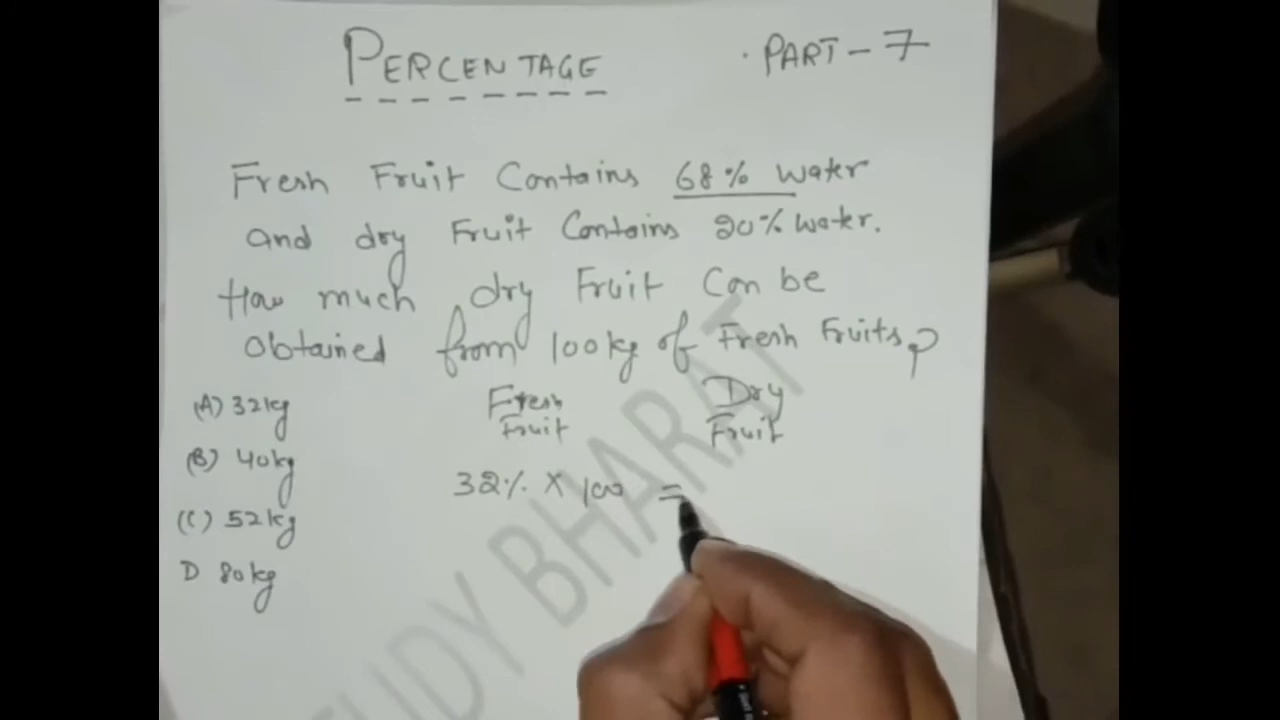 PERCENTAGE
. PART - 7
Fresh Fruit Contains 68% water
and dry Fruit Contains 20% water.
How much dry Fruit Can be
Obtained from 100kg of Fresh Fruits?
(A) 32kg
(B) 40kg
(C) 52kg
D 80kg
Fresh Fruit
Dry Fruit
32% × 100 =
STUDY BHARAT